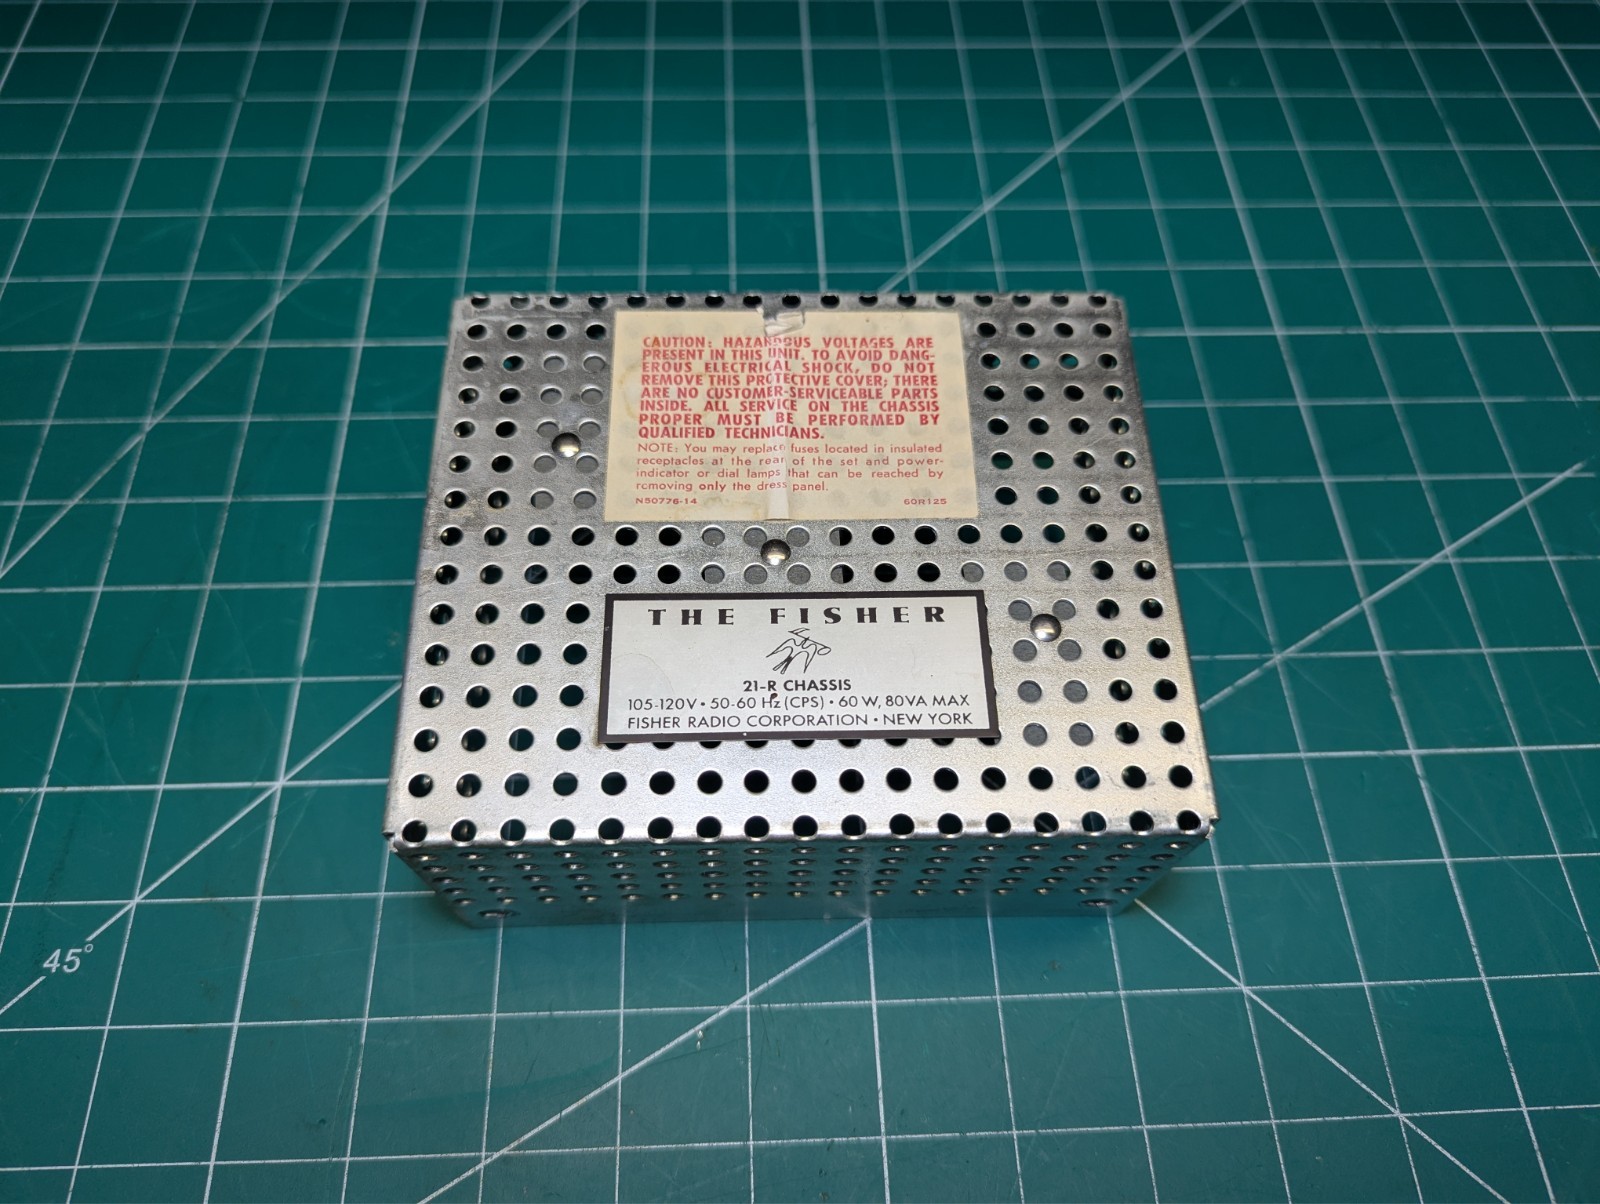 CAUTION: HAZARDOUS VOLTAGES ARE
PRESENT IN THIS UNIT. TO AVOID DANG-
EROUS ELECTRICAL SHOCK, DO NOT
REMOVE THIS PROTECTIVE COVER; THERE
ARE NO CUSTOMER-SERVICEABLE PARTS
INSIDE. ALL SERVICE ON THE CHASSIS
PROPER MUST BE PERFORMED BY
QUALIFIED TECHNICIANS.
NOTE: You may replace fuses located in insulated
receptacles at the rear of the set and power-
indicator or dial lamps that can be reached by
removing only the dress panel.
N50776-14 60R125
THE FISHER
21-R CHASSIS
105-120V • 50-60 Hz (CPS) • 60 W, 80VA MAX
FISHER RADIO CORPORATION • NEW YORK
45°